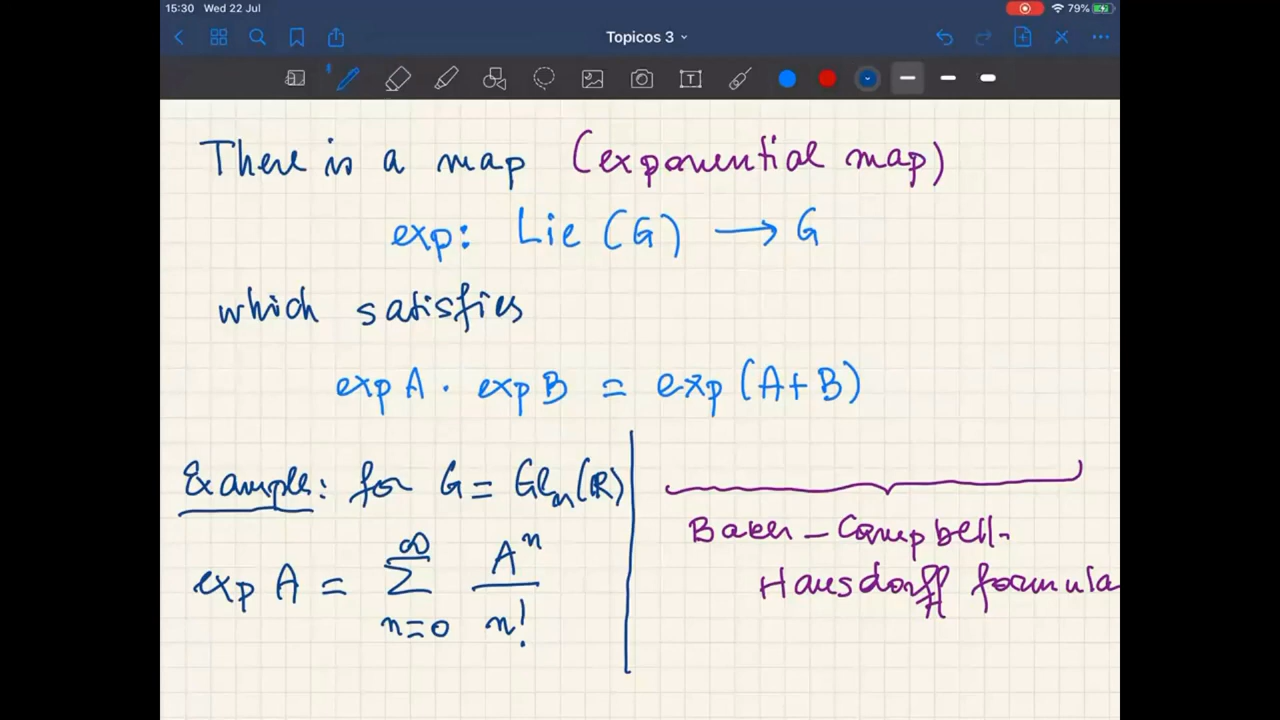 15:30 Wed 22 Jul
79%
Topicos 3
There is a map (exponential map)
exp: Lie (G) → G
which satisfies
exp A · exp B = exp (A+B)
Example: for G = GLn(R)
exp A = ∑ n=0 ∞ A^n / n!
Baker-Campbell-
Hausdorff formula